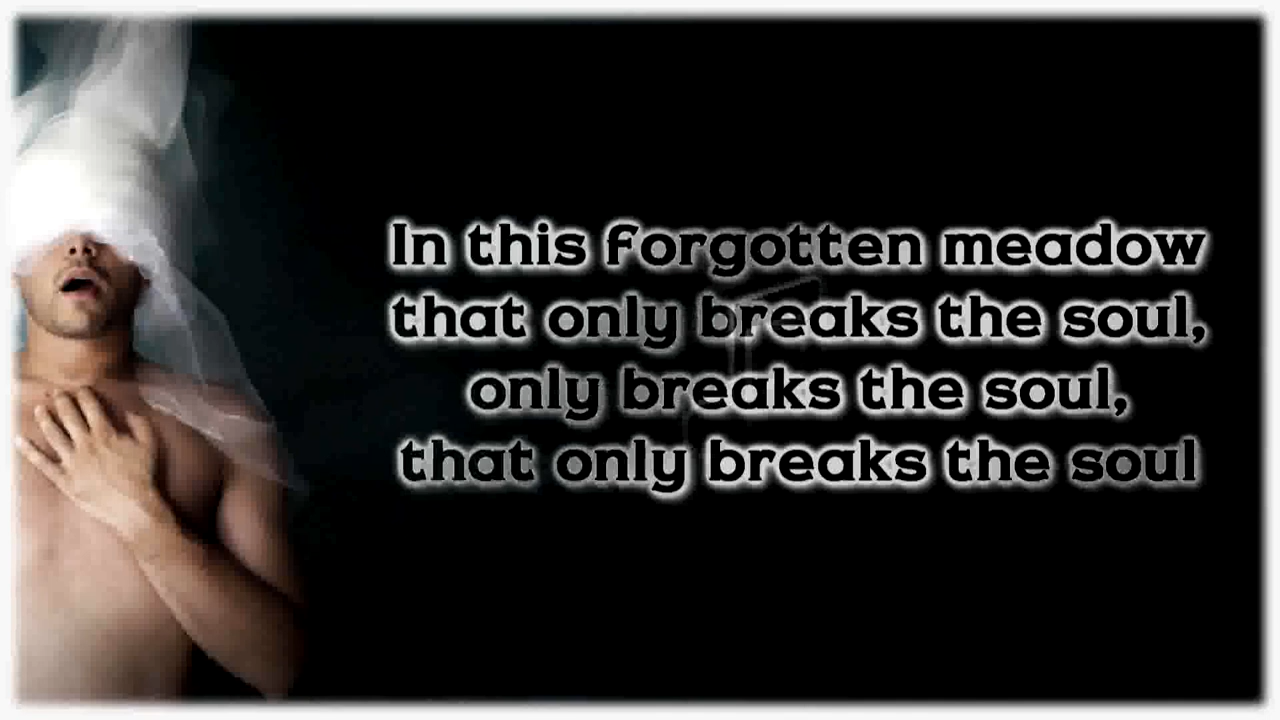 In this forgotten meadow
that only breaks the soul,
only breaks the soul,
that only breaks the soul